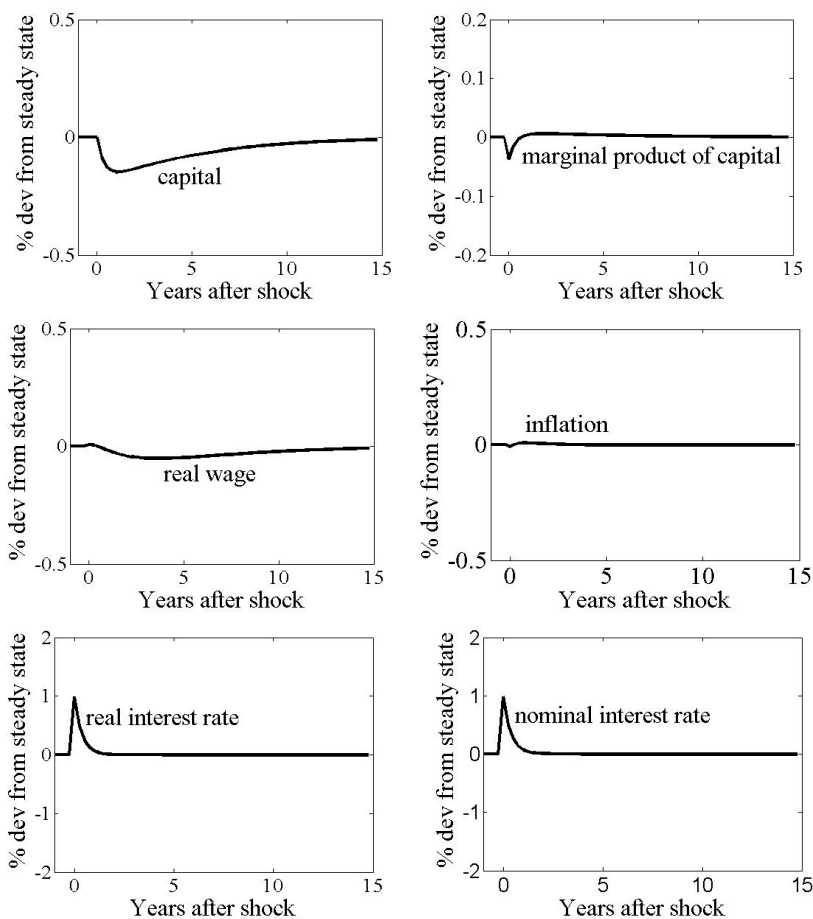 % dev from steady state
0.5
0
-0.5
capital
0
5
10
15
Years after shock
% dev from steady state
0.2
0.1
0
-0.1
-0.2
marginal product of capital
0
5
10
15
Years after shock
% dev from steady state
0.5
0
-0.5
real wage
0
5
10
15
Years after shock
% dev from steady state
0.5
0
-0.5
inflation
0
5
10
15
Years after shock
% dev from steady state
2
1
0
-1
-2
real interest rate
0
5
10
15
Years after shock
% dev from steady state
2
1
0
-1
-2
nominal interest rate
0
5
10
15
Years after shock